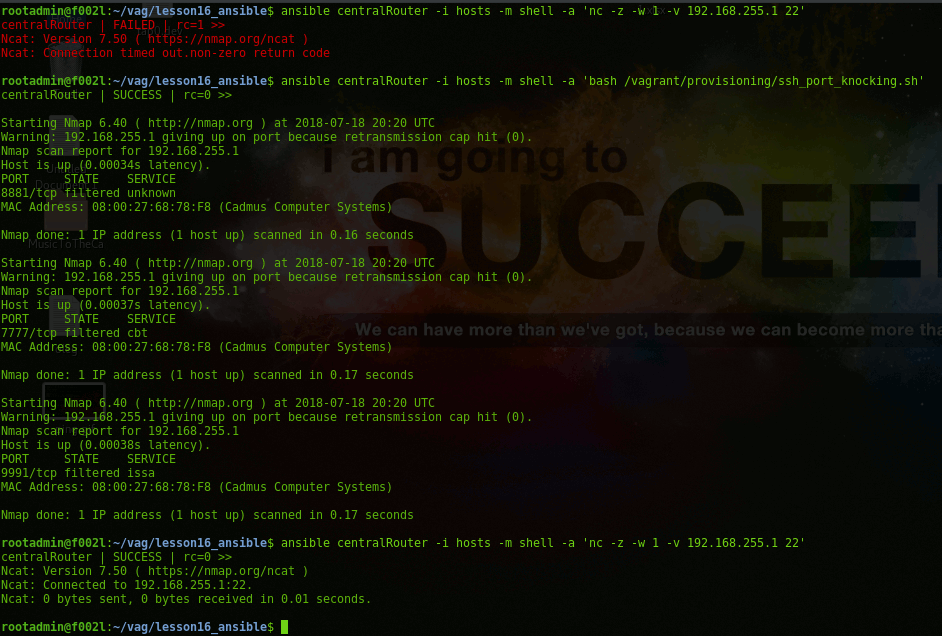 rootadmin@f002l:~/vag/lesson16_ansible$ ansible centralRouter -i hosts -m shell -a 'nc -z -w 1 -v 192.168.255.1 22'
centralRouter | FAILED | rc=1 >>
Ncat: Version 7.50 ( https://nmap.org/ncat )
Ncat: Connection timed out.non-zero return code
rootadmin@f002l:~/vag/lesson16_ansible$ ansible centralRouter -i hosts -m shell -a 'bash /vagrant/provisioning/ssh_port_knocking.sh'
centralRouter | SUCCESS | rc=0 >>
Starting Nmap 6.40 ( http://nmap.org ) at 2018-07-18 20:20 UTC
Warning: 192.168.255.1 giving up on port because retransmission cap hit (0).
Nmap scan report for 192.168.255.1
Host is up (0.00034s latency).
PORT     STATE    SERVICE
8881/tcp filtered unknown
MAC Address: 08:00:27:68:78:F8 (Cadmus Computer Systems)
Nmap done: 1 IP address (1 host up) scanned in 0.16 seconds
Starting Nmap 6.40 ( http://nmap.org ) at 2018-07-18 20:20 UTC
Warning: 192.168.255.1 giving up on port because retransmission cap hit (0).
Nmap scan report for 192.168.255.1
Host is up (0.00037s latency).
PORT     STATE    SERVICE
7777/tcp filtered cbt
MAC Address: 08:00:27:68:78:F8 (Cadmus Computer Systems)
Nmap done: 1 IP address (1 host up) scanned in 0.17 seconds
Starting Nmap 6.40 ( http://nmap.org ) at 2018-07-18 20:20 UTC
Warning: 192.168.255.1 giving up on port because retransmission cap hit (0).
Nmap scan report for 192.168.255.1
Host is up (0.00038s latency).
PORT     STATE    SERVICE
9991/tcp filtered issa
MAC Address: 08:00:27:68:78:F8 (Cadmus Computer Systems)
Nmap done: 1 IP address (1 host up) scanned in 0.17 seconds
rootadmin@f002l:~/vag/lesson16_ansible$ ansible centralRouter -i hosts -m shell -a 'nc -z -w 1 -v 192.168.255.1 22'
centralRouter | SUCCESS | rc=0 >>
Ncat: Version 7.50 ( https://nmap.org/ncat )
Ncat: Connected to 192.168.255.1:22.
Ncat: 0 bytes sent, 0 bytes received in 0.01 seconds.
rootadmin@f002l:~/vag/lesson16_ansible$
i am going to
SUCCEE
We can have more than we've got, because we can become more tha
MusicToTheCa